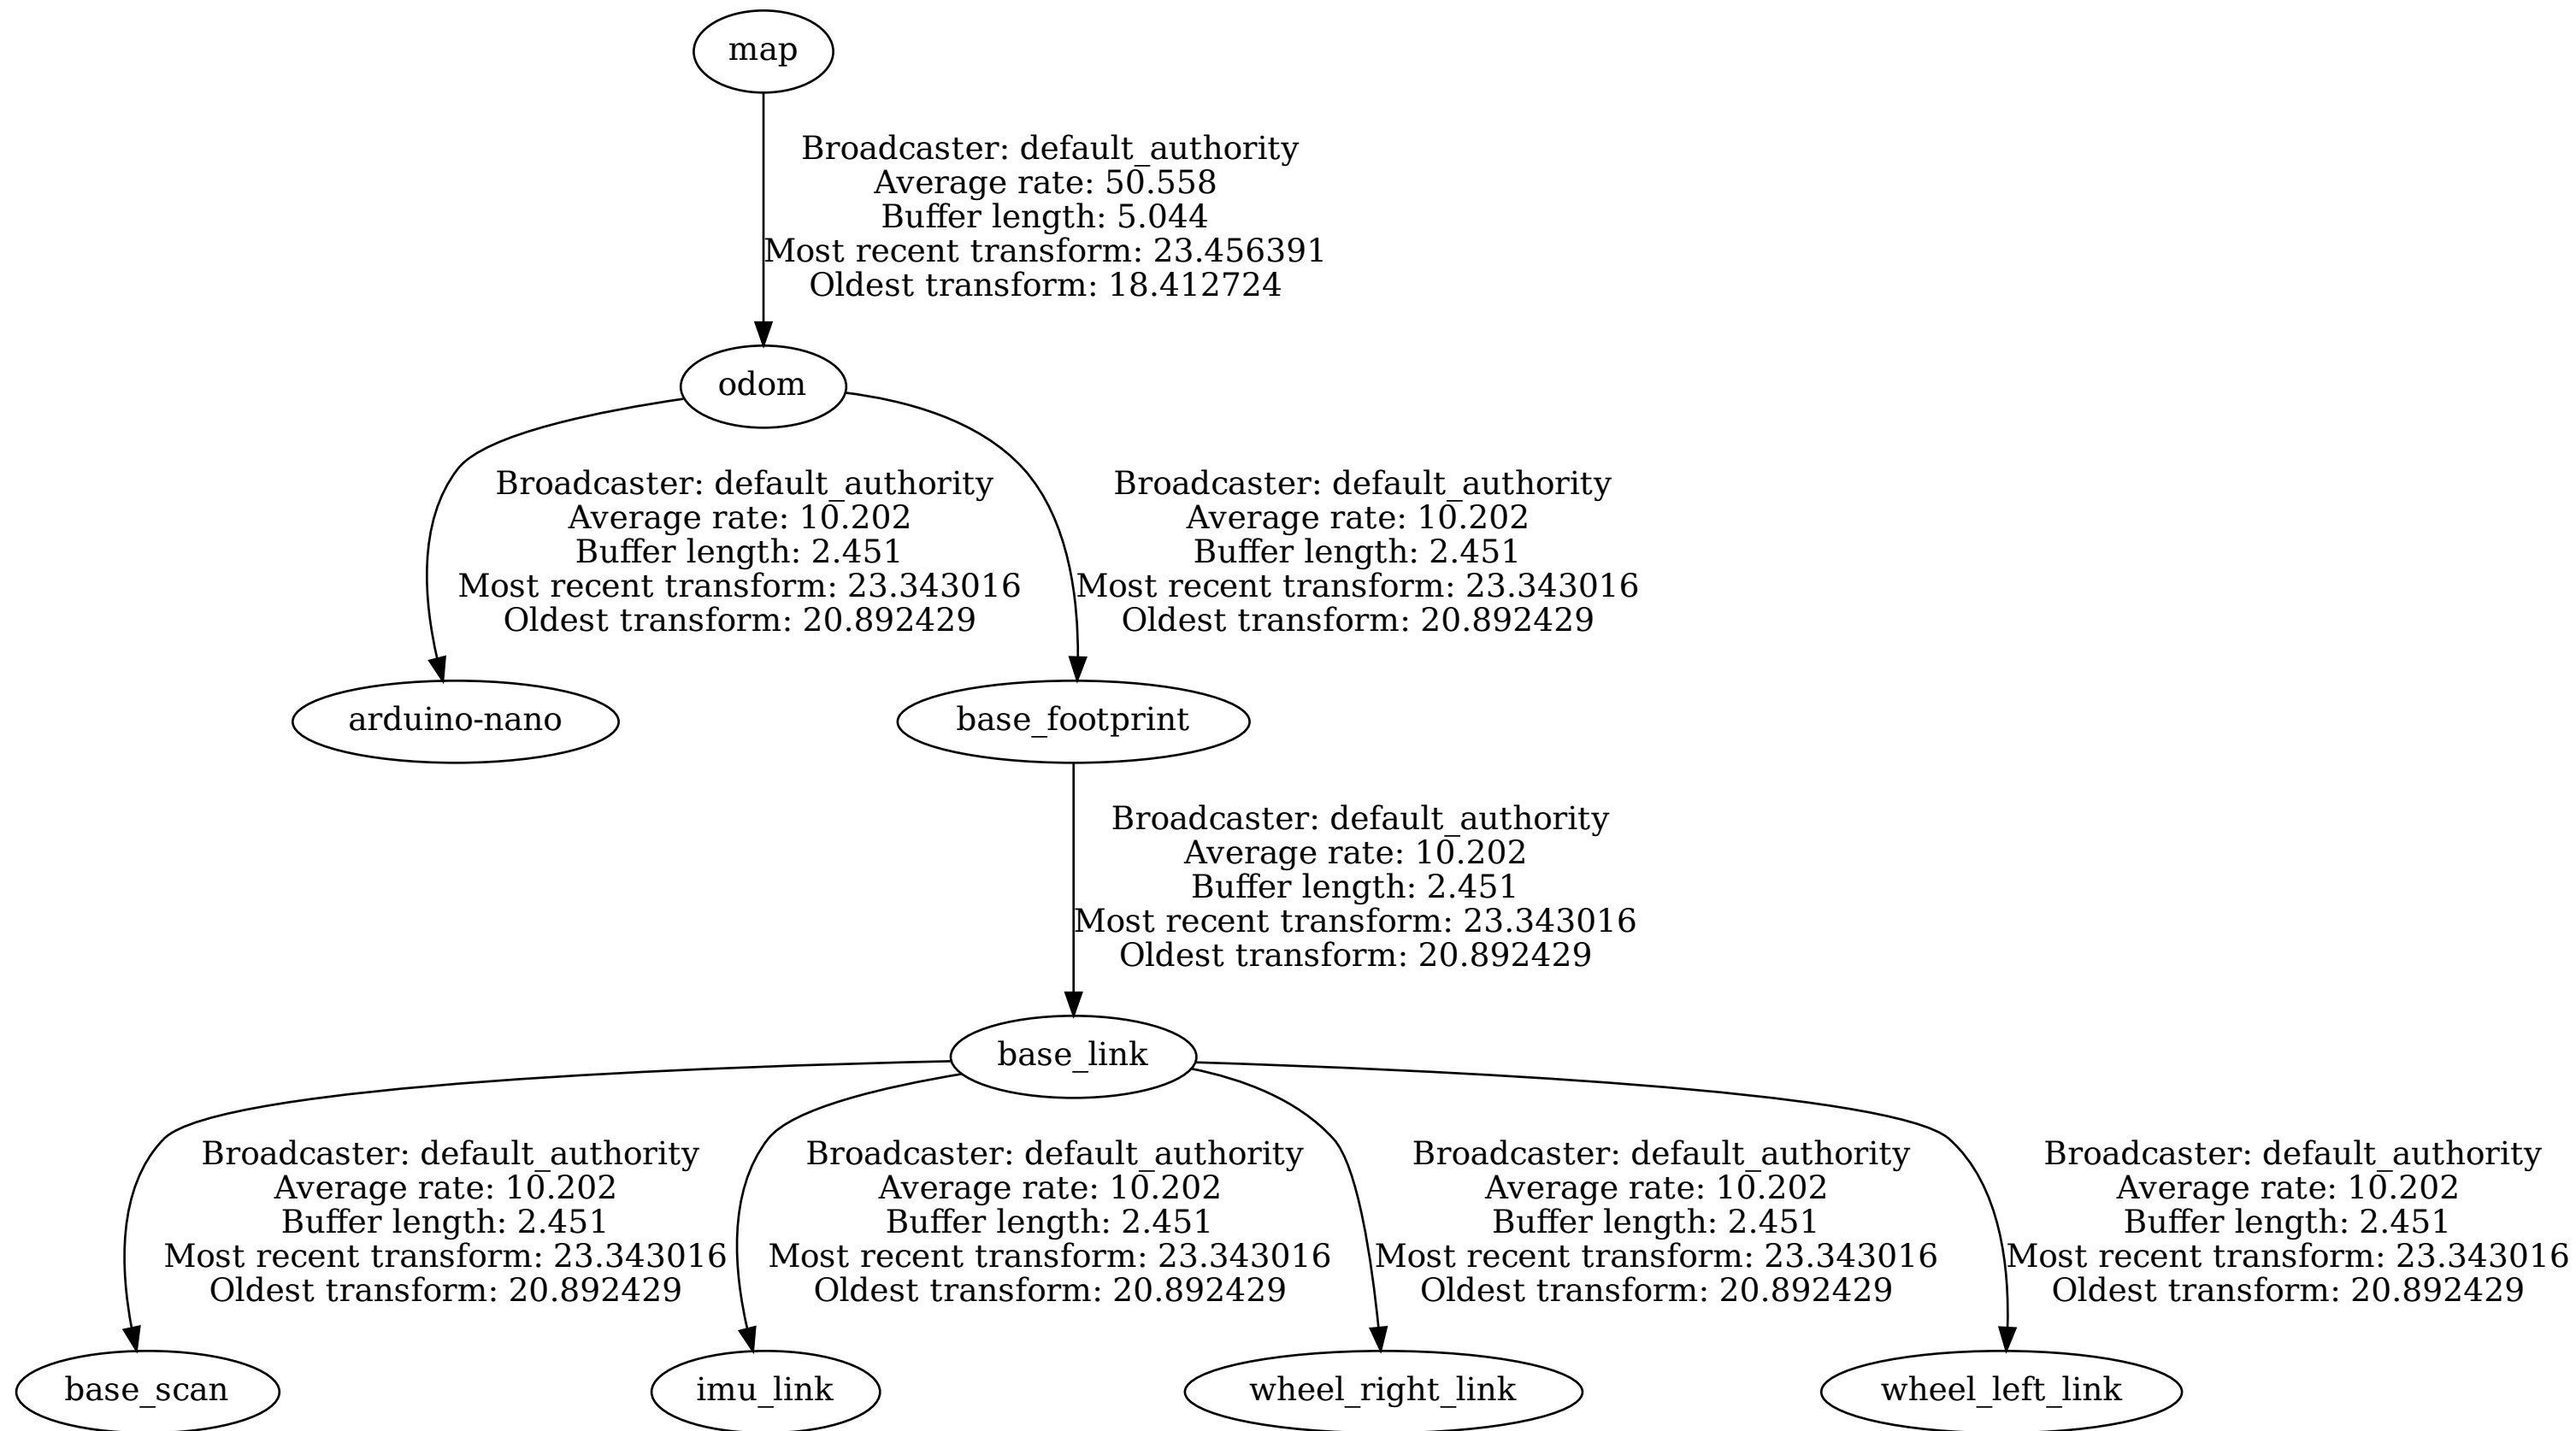 map
Broadcaster: default_authority
Average rate: 50.558
Buffer length: 5.044
Most recent transform: 23.456391
Oldest transform: 18.412724
odom
Broadcaster: default_authority
Average rate: 10.202
Buffer length: 2.451
Most recent transform: 23.343016
Oldest transform: 20.892429
Broadcaster: default_authority
Average rate: 10.202
Buffer length: 2.451
Most recent transform: 23.343016
Oldest transform: 20.892429
arduino-nano
base_footprint
Broadcaster: default_authority
Average rate: 10.202
Buffer length: 2.451
Most recent transform: 23.343016
Oldest transform: 20.892429
base_link
Broadcaster: default_authority
Average rate: 10.202
Buffer length: 2.451
Most recent transform: 23.343016
Oldest transform: 20.892429
Broadcaster: default_authority
Average rate: 10.202
Buffer length: 2.451
Most recent transform: 23.343016
Oldest transform: 20.892429
Broadcaster: default_authority
Average rate: 10.202
Buffer length: 2.451
Most recent transform: 23.343016
Oldest transform: 20.892429
Broadcaster: default_authority
Average rate: 10.202
Buffer length: 2.451
Most recent transform: 23.343016
Oldest transform: 20.892429
base_scan
imu_link
wheel_right_link
wheel_left_link